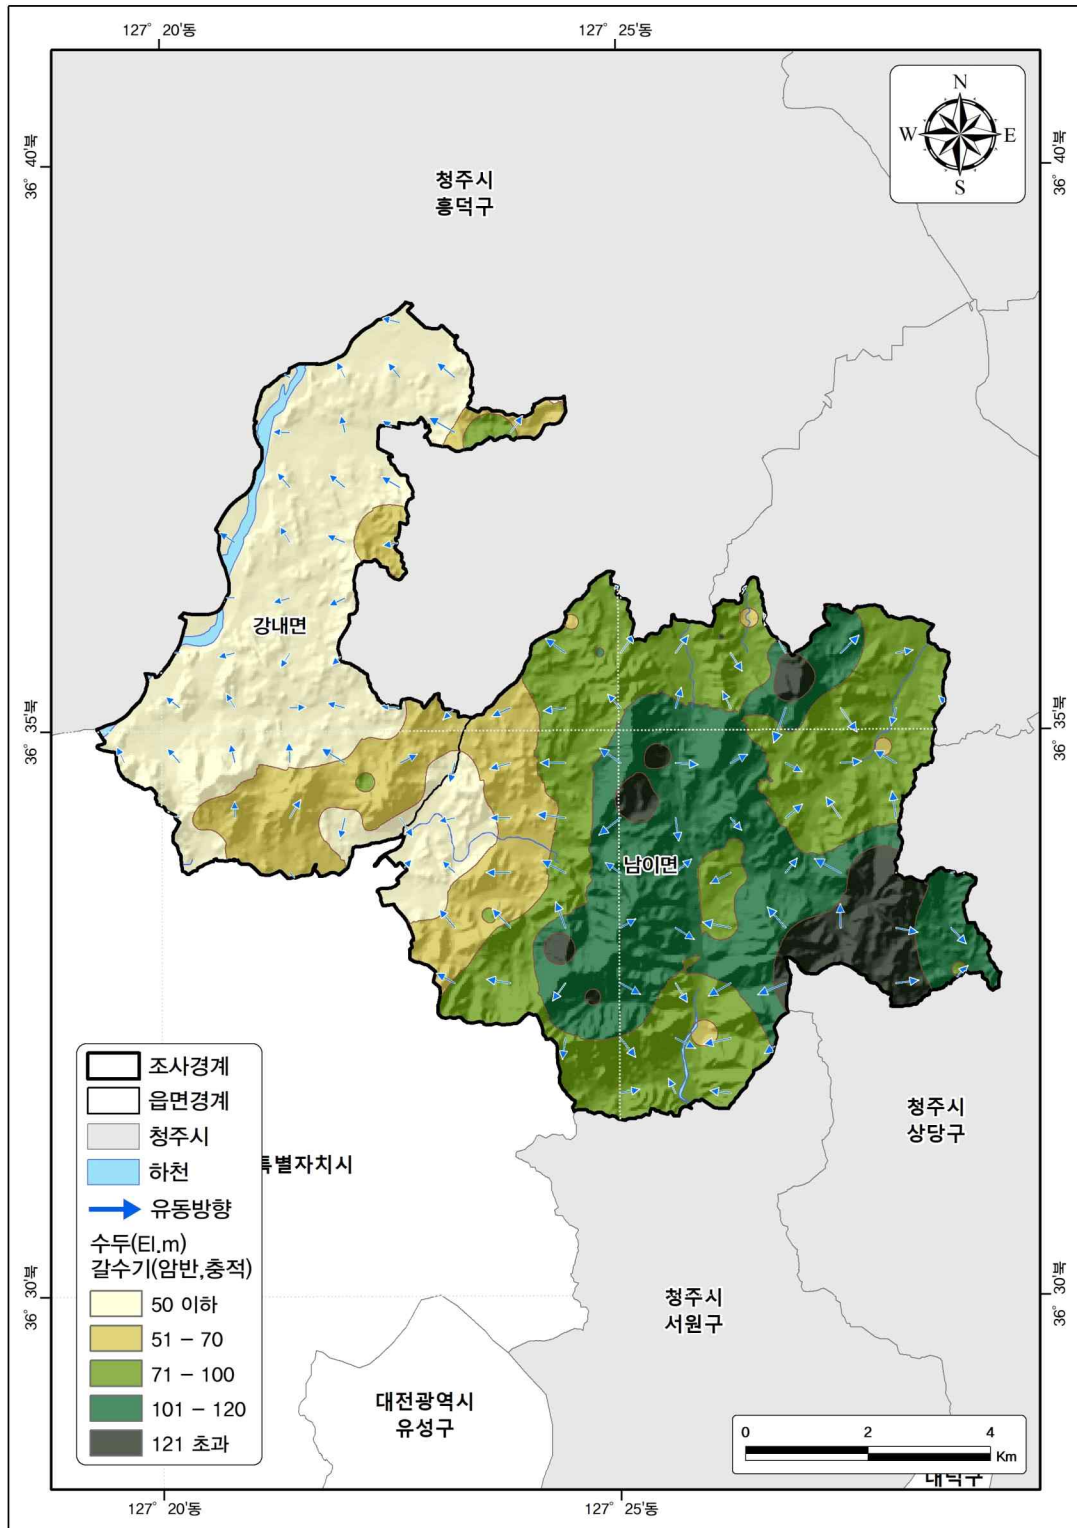 127° 20'동
127° 25'동
36° 40'북
36° 40'북
N
W
E
S
청주시
흥덕구
강내면
36° 35'북
36° 35'북
남이면
조사경계
읍면경계
청주시
하천
유동방향
수두(El.m)
갈수기(암반,충적)
50 이하
51 - 70
71 - 100
101 - 120
121 초과
특별자치시
청주시
상당구
36° 30'북
36° 30'북
청주시
서원구
대전광역시
유성구
0
2
4
Km
대덕구
127° 20'동
127° 25'동